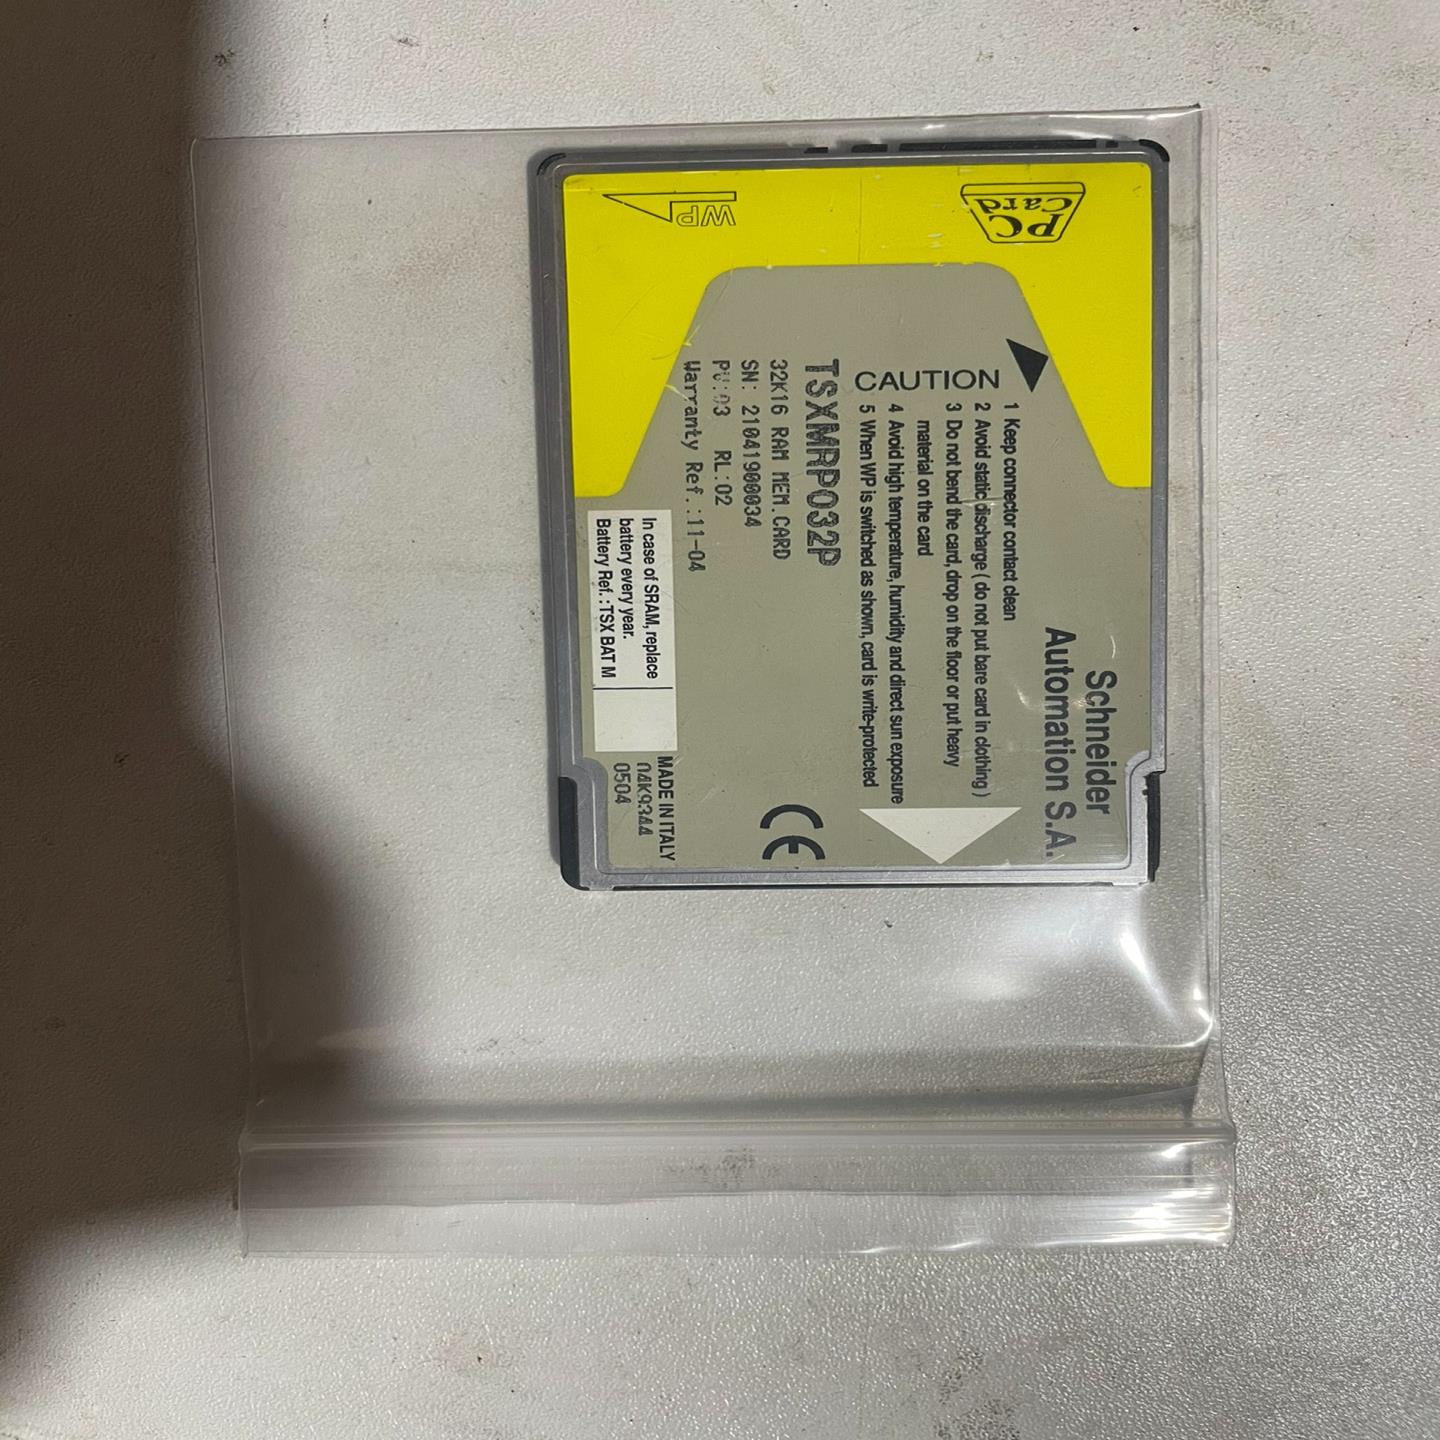 PC
Card
WP
Schneider
Automation S.A.
CAUTION
1 Keep connector contact clean
2 Avoid static discharge ( do not put bare card in clothing )
3 Do not bend the card, drop on the floor or put heavy
material on the card
4 Avoid high temperature, humidity and direct sun exposure
5 When WP is switched as shown, card is write-protected
TSXMRP032P
32K16 RAM MEM.CARD
SN: 21041900034
PV:03 RL:02
Warranty Ref.:11-04
In case of SRAM, replace
battery every year.
Battery Ref. : TSX BAT M
CE
MADE IN ITALY
04K9344
0504